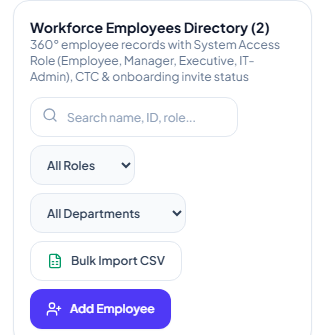 Workforce Employees Directory (2)
360° employee records with System Access
Role (Employee, Manager, Executive, IT-
Admin), CTC & onboarding invite status
Search name, ID, role...
All Roles
All Departments
Bulk Import CSV
Add Employee